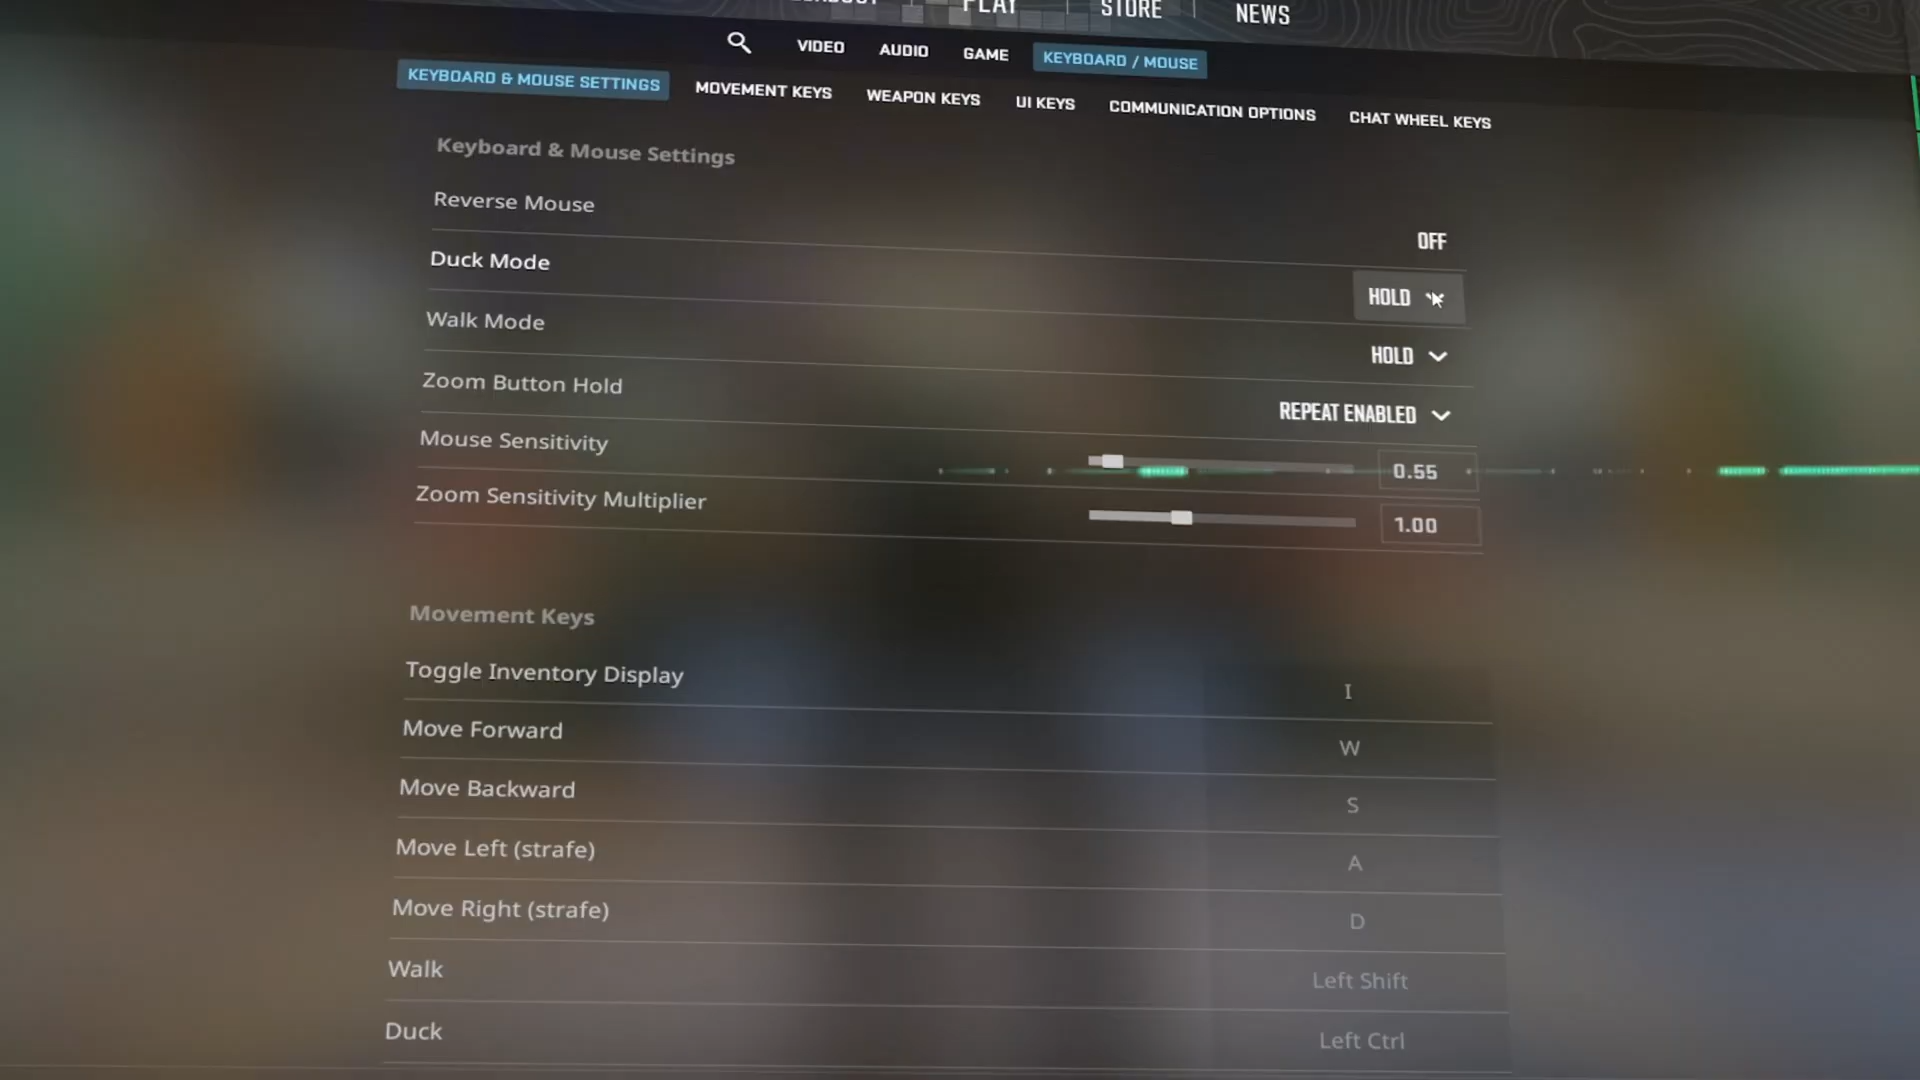 PLAY
STORE
NEWS
VIDEO
AUDIO
GAME
KEYBOARD / MOUSE
KEYBOARD & MOUSE SETTINGS
MOVEMENT KEYS
WEAPON KEYS
UI KEYS
COMMUNICATION OPTIONS
CHAT WHEEL KEYS
Keyboard & Mouse Settings
Reverse Mouse
OFF
Duck Mode
HOLD
Walk Mode
HOLD
Zoom Button Hold
REPEAT ENABLED
Mouse Sensitivity
0.55
Zoom Sensitivity Multiplier
1.00
Movement Keys
Toggle Inventory Display
I
Move Forward
W
Move Backward
S
Move Left (strafe)
A
Move Right (strafe)
D
Walk
Left Shift
Duck
Left Ctrl